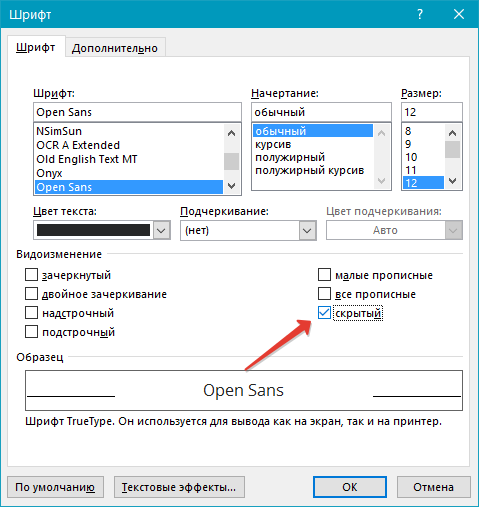 Шрифт ? ×
Шрифт Дополнительно
Шрифт: Начертание: Размер:
Open Sans обычный 12
NSimSun обычный 8
OCR A Extended курсив 9
Old English Text MT полужирный 10
Onyx полужирный курсив 11
Open Sans 12
Цвет текста: Подчеркивание: Цвет подчеркивания:
(нет) Авто
Видоизменение
зачеркнутый малые прописные
двойное зачеркивание все прописные
надстрочный скрытый
подстрочный
Образец
Open Sans
Шрифт TrueType. Он используется для вывода как на экран, так и на принтер.
По умолчанию Текстовые эффекты... ОК Отмена